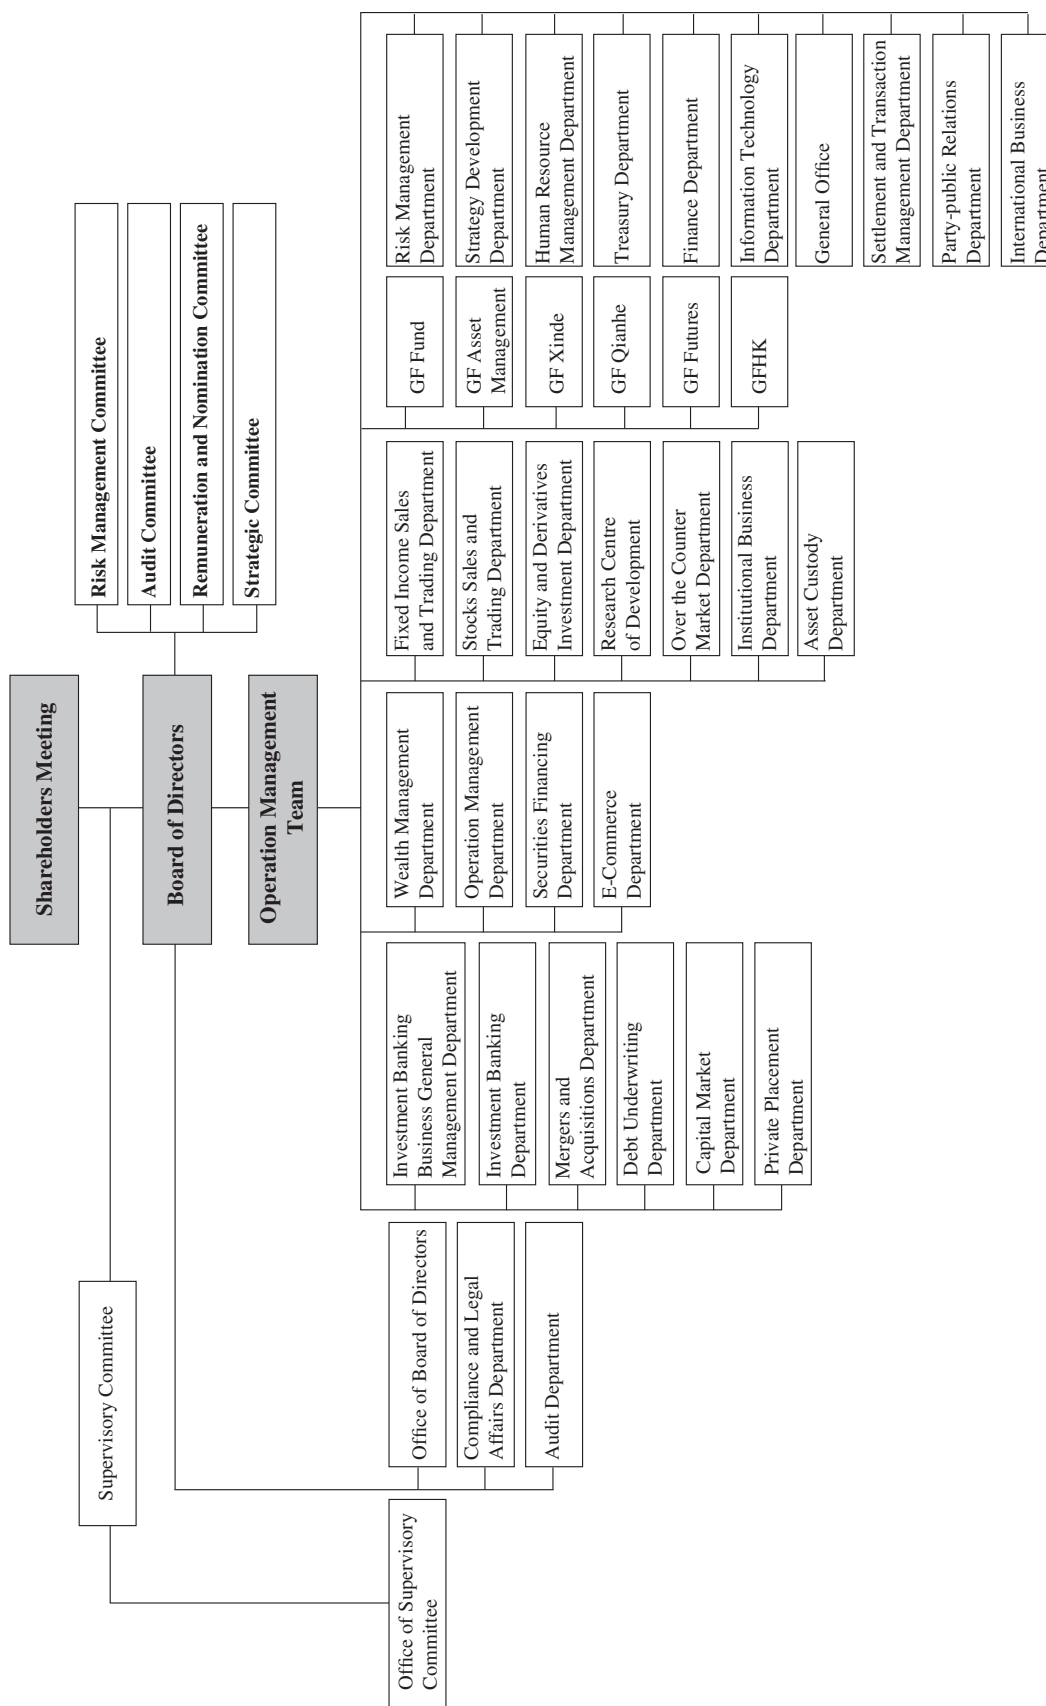 Shareholders Meeting
Supervisory Committee
Board of Directors
Risk Management Committee
Audit Committee
Remuneration and Nomination Committee
Strategic Committee
Operation Management
Team
Office of Supervisory
Committee
Office of Board of Directors
Compliance and Legal
Affairs Department
Audit Department
Investment Banking
Business General
Management Department
Investment Banking
Department
Mergers and
Acquisitions Department
Debt Underwriting
Department
Capital Market
Department
Private Placement
Department
Wealth Management
Department
Operation Management
Department
Securities Financing
Department
E-Commerce
Department
Fixed Income Sales
and Trading Department
Stocks Sales and
Trading Department
Equity and Derivatives
Investment Department
Research Centre
of Development
Over the Counter
Market Department
Institutional Business
Department
Asset Custody
Department
GF Fund
GF Asset
Management
GF Xinde
GF Qianhe
GF Futures
GFHK
Risk Management
Department
Strategy Development
Department
Human Resource
Management Department
Treasury Department
Finance Department
Information Technology
Department
General Office
Settlement and Transaction
Management Department
Party-public Relations
Department
International Business
Department